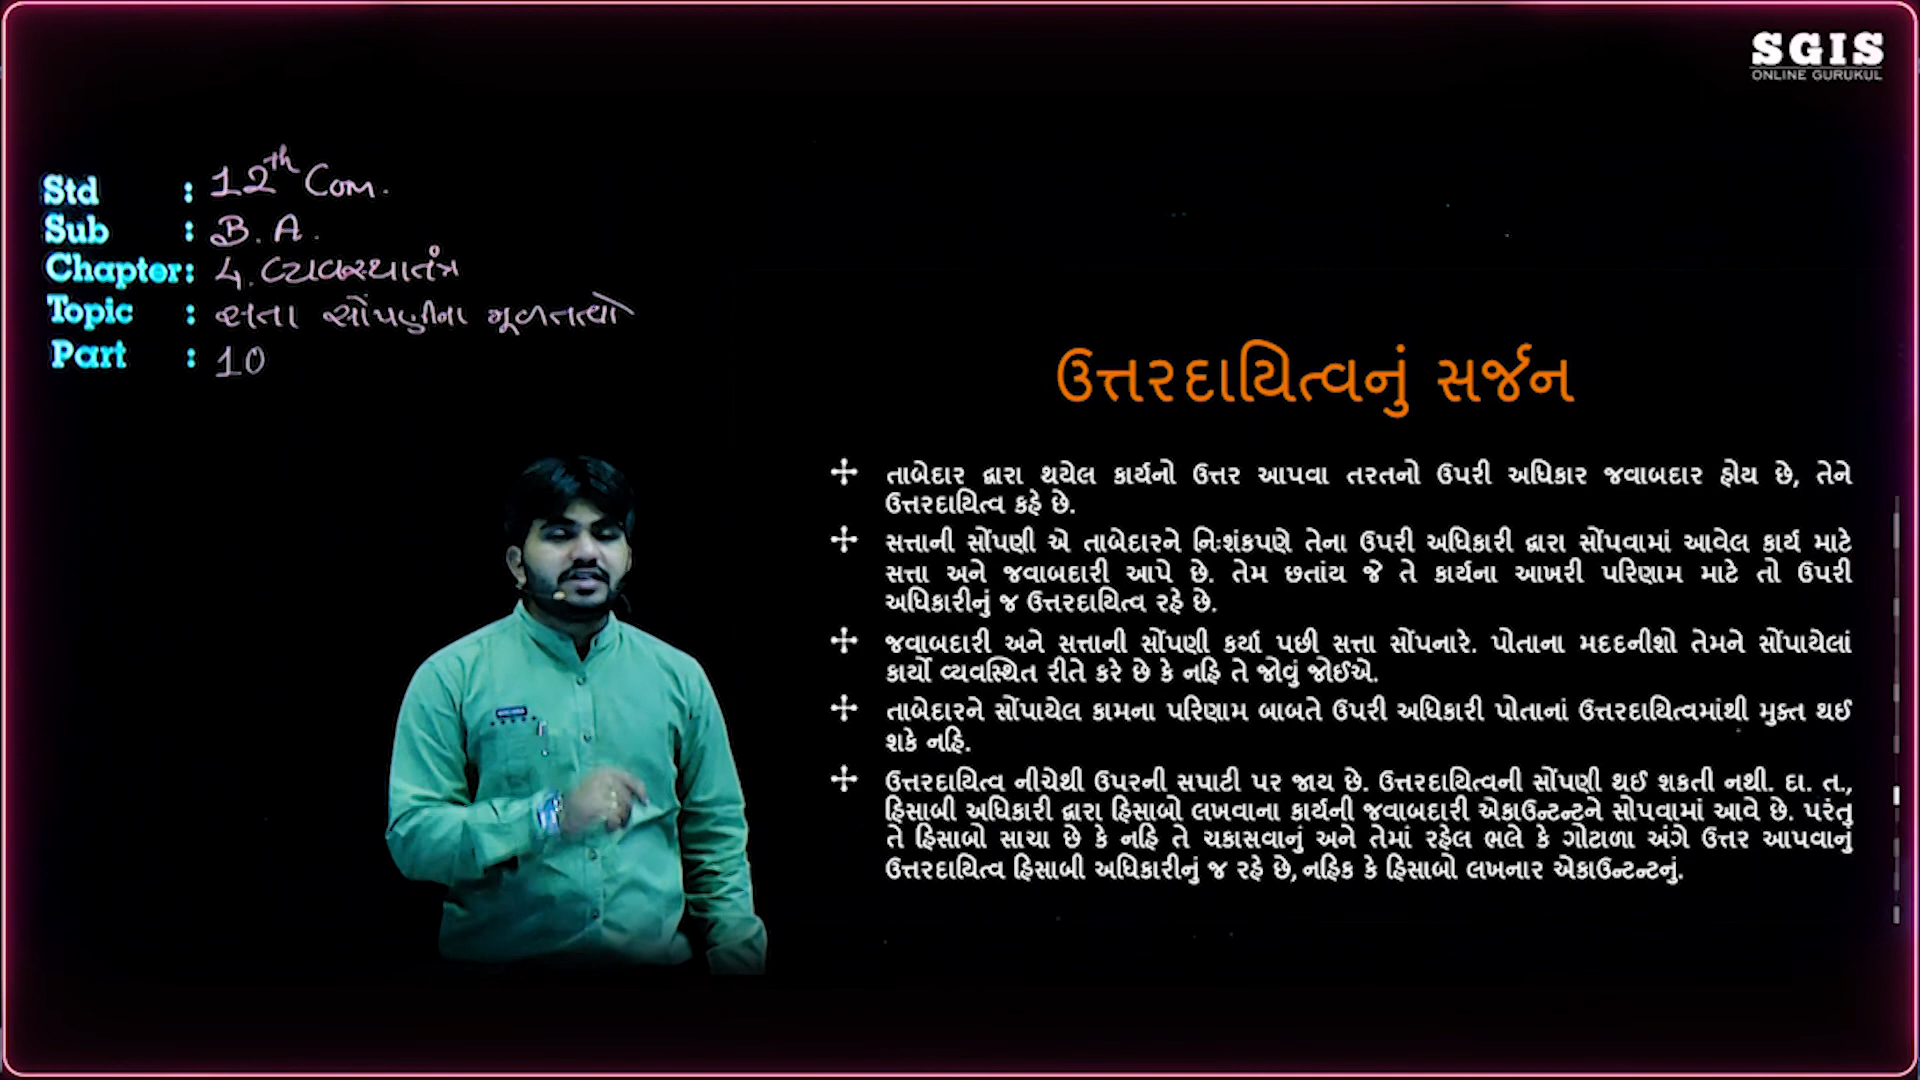 SGIS
ONLINE GURUKUL
Std : 12th Com.
Sub : B. A.
Chapter : 4. વ્યવસ્થાતંત્ર
Topic : સતા સોંપણીના મૂળતત્વો
Part : 10
ઉત્તરદાયિત્વનું સર્જન
તાબેદાર દ્વારા થયેલ કાર્યનો ઉત્તર આપવા તરતનો ઉપરી અધિકાર જવાબદાર હોય છે, તેને
ઉત્તરદાયિત્વ કહે છે.
સત્તાની સોંપણી એ તાબેદારને નિઃશંકપણે તેના ઉપરી અધિકારી દ્વારા સોંપવામાં આવેલ કાર્ય માટે
સત્તા અને જવાબદારી આપે છે. તેમ છતાંય જે તે કાર્યના આખરી પરિણામ માટે તો ઉપરી
અધિકારીનું જ ઉત્તરદાયિત્વ રહે છે.
જવાબદારી અને સત્તાની સોંપણી કર્યા પછી સત્તા સોંપનારે. પોતાના મદદનીશો તેમને સોંપાયેલાં
કાર્યો વ્યવસ્થિત રીતે કરે છે કે નહિ તે જોવું જોઈએ.
તાબેદારને સોંપાયેલ કામના પરિણામ બાબતે ઉપરી અધિકારી પોતાનાં ઉત્તરદાયિત્વમાંથી મુક્ત થઈ
શકે નહિ.
ઉત્તરદાયિત્વ નીચેથી ઉપરની સપાટી પર જાય છે. ઉત્તરદાયિત્વની સોંપણી થઈ શકતી નથી. દા. ત.,
હિસાબી અધિકારી દ્વારા હિસાબો લખવાના કાર્યની જવાબદારી એકાઉન્ટન્ટને સોપવામાં આવે છે. પરંતુ
તે હિસાબો સાચા છે કે નહિ તે ચકાસવાનું અને તેમાં રહેલ ભલે કે ગોટાળા અંગે ઉત્તર આપવાનું
ઉત્તરદાયિત્વ હિસાબી અધિકારીનું જ રહે છે, નહિક કે હિસાબો લખનાર એકાઉન્ટન્ટનું.